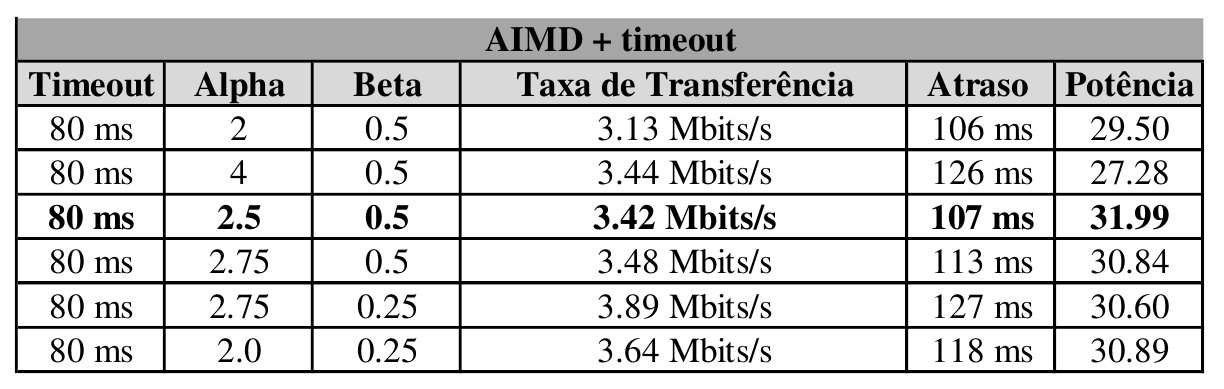 AIMD + timeout
Timeout Alpha Beta Taxa de Transferência Atraso Potência
80 ms 2 0.5 3.13 Mbits/s 106 ms 29.50
80 ms 4 0.5 3.44 Mbits/s 126 ms 27.28
80 ms 2.5 0.5 3.42 Mbits/s 107 ms 31.99
80 ms 2.75 0.5 3.48 Mbits/s 113 ms 30.84
80 ms 2.75 0.25 3.89 Mbits/s 127 ms 30.60
80 ms 2.0 0.25 3.64 Mbits/s 118 ms 30.89